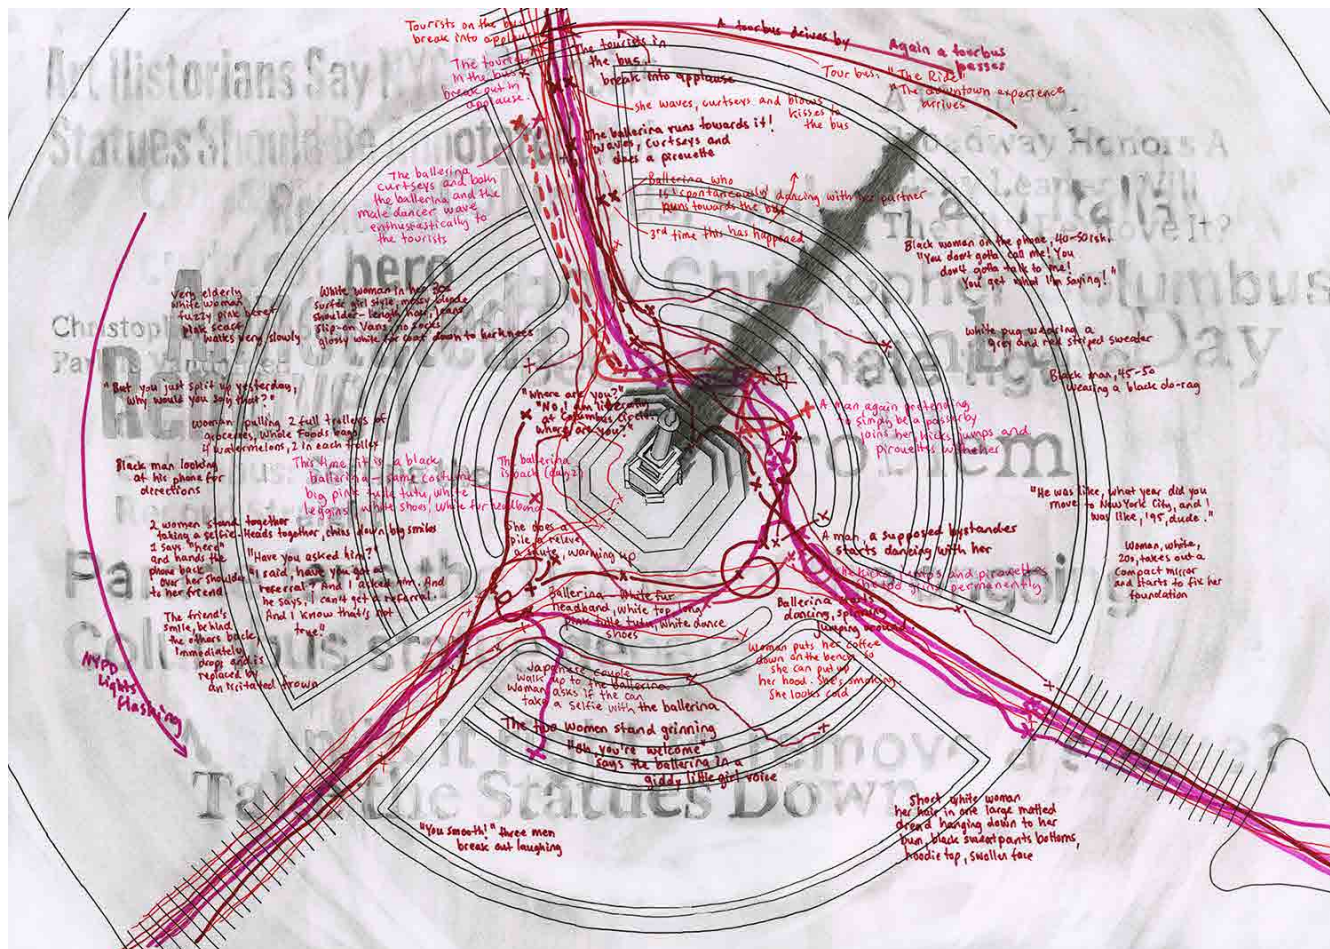 Tourists on the bus
break into applause
The tourists
in the bus
break out in
applause.
The tourists in
the bus
break into applause
A tourbus drives by
Again a tourbus
passes
Tour bus, "The Ride"
"The downtown experience
arrives
she waves, curtseys and blows
kisses to
the bus
The ballerina runs towards it!
waves, curtseys and
does a pirouette
The ballerina
curtseys and both
the ballerina and the
male dancer wave
enthusiastically to
the tourists
Ballerina who
is 'spontaneously' dancing with her partner
runs towards the bus
3rd time this has happened
Art Historians Say
Statues Should Be
Broadway Honors A
hero
Columbus
Day
Christoph
problem
Black woman on the phone, 40-50ish.
"You don't gotta call me! You
don't gotta talk to me!
You get what I'm saying!"
very elderly
white woman
fuzzy pink beret
pink scarf
walks very slowly
White woman in her 30s
surfer girl style, messy blonde
shoulder-length hair, jeans
slip-on Vans, no socks
glossy white fur coat down to her knees
White pug wearing a
grey and red striped sweater
Black man, 45-50
wearing a black do-rag
"But you just split up yesterday,
why would you say that?"
woman pulling 2 full trolleys of
groceries, Whole Foods bags
4 watermelons, 2 in each trolley
"Where are you?"
"No, I am literally
at Columbus Circle.
where are you?"
A man again pretending
to simply be a passerby
joins her kicks, jumps and
pirouettes with her
Black man looking
at his phone for
directions
This time it is a black
ballerina - same costume
big pink tulle tutu, white
leggins, white shoes, white fur headband
The ballerina
is back (day 2)
She does a
plie a releve,
a saute, warming up
"He was like, what year did you
move to New York City, and I
was like, '95, dude."
2 women stand together
taking a selfie. Heads together, chins down, big smiles
1 says "here"
and hands the
phone back
over her shoulder
to her friend
The friend's
smile, behind
the others back
immediately
drops and is
replaced by
an irritated frown
"Have you asked him?"
"I said, have you got a
referral? And I asked him. And
he says, I can't get a referral.
And I know that's not
true."
A man, a supposed bystander
starts dancing with her
He kicks, jumps and pirouettes
Woman, white,
20s, takes out a
compact mirror
and starts to fix her
foundation
Ballerina - white fur
headband, white top, long
pink tulle tutu, white dance
shoes
Ballerina starts
dancing, spinning
jumping around.
Woman puts her coffee
down on the bench so
she can put up
her hood. She's smoking.
She looks cold
NYPD
Lights
flashing
Japanese couple
walk up to the ballerina
woman asks if the can
take a selfie with the ballerina
The two women stand grinning
"Oh you're welcome"
says the ballerina in a
giddy little girl voice
remove a statue?
Take the Statues Down
"You smooth!" three men
break out laughing
Short white woman
her hair in one large matted
dread hanging down to her
bum, black sweatpants bottoms,
hoodie top, swollen face